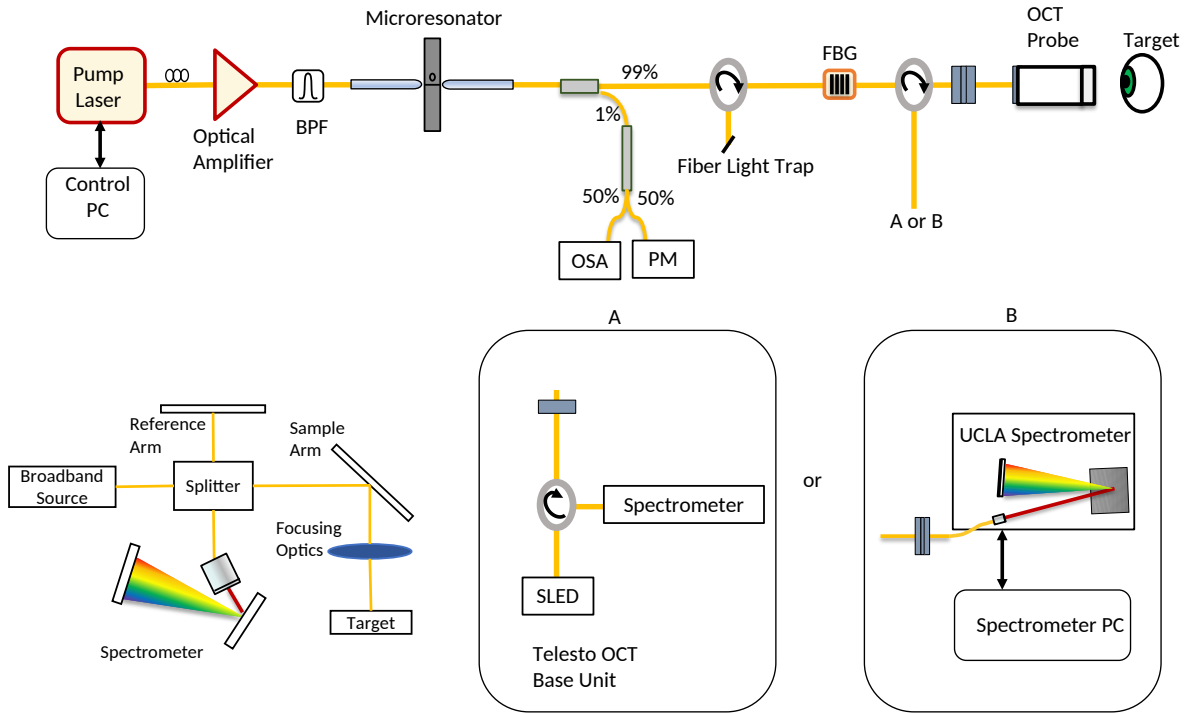 Microresonator
OCT
Probe
Target
FBG
Pump
Laser
99%
BPF
1%
Optical
Amplifier
Fiber Light Trap
Control
PC
50%
50%
A or B
OSA
PM
A
B
Reference
Arm
Sample
Arm
UCLA Spectrometer
Broadband
Source
Splitter
or
Spectrometer
Focusing
Optics
SLED
Target
Spectrometer PC
Spectrometer
Telesto OCT
Base Unit